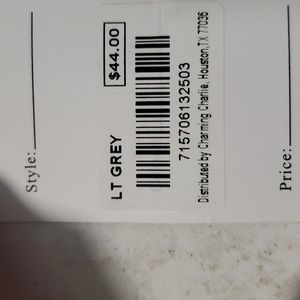 Style:
$44.00
LT GREY
715706132503
Distributed by Charming Charlie, Houston, TX 77036
Price: